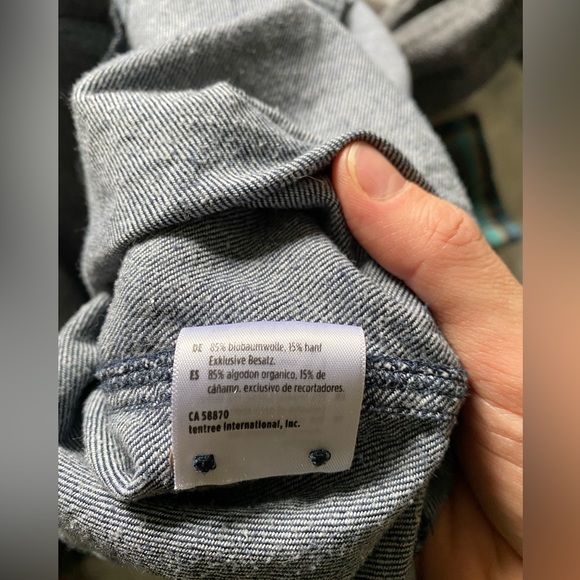 DE 85% biobaumwolle, 15% hanf
Exklusive Besatz.
ES 85% algodon organico, 15% de
cáñamo, exclusivo de recortadores.
CA 58870
tentree International, Inc.